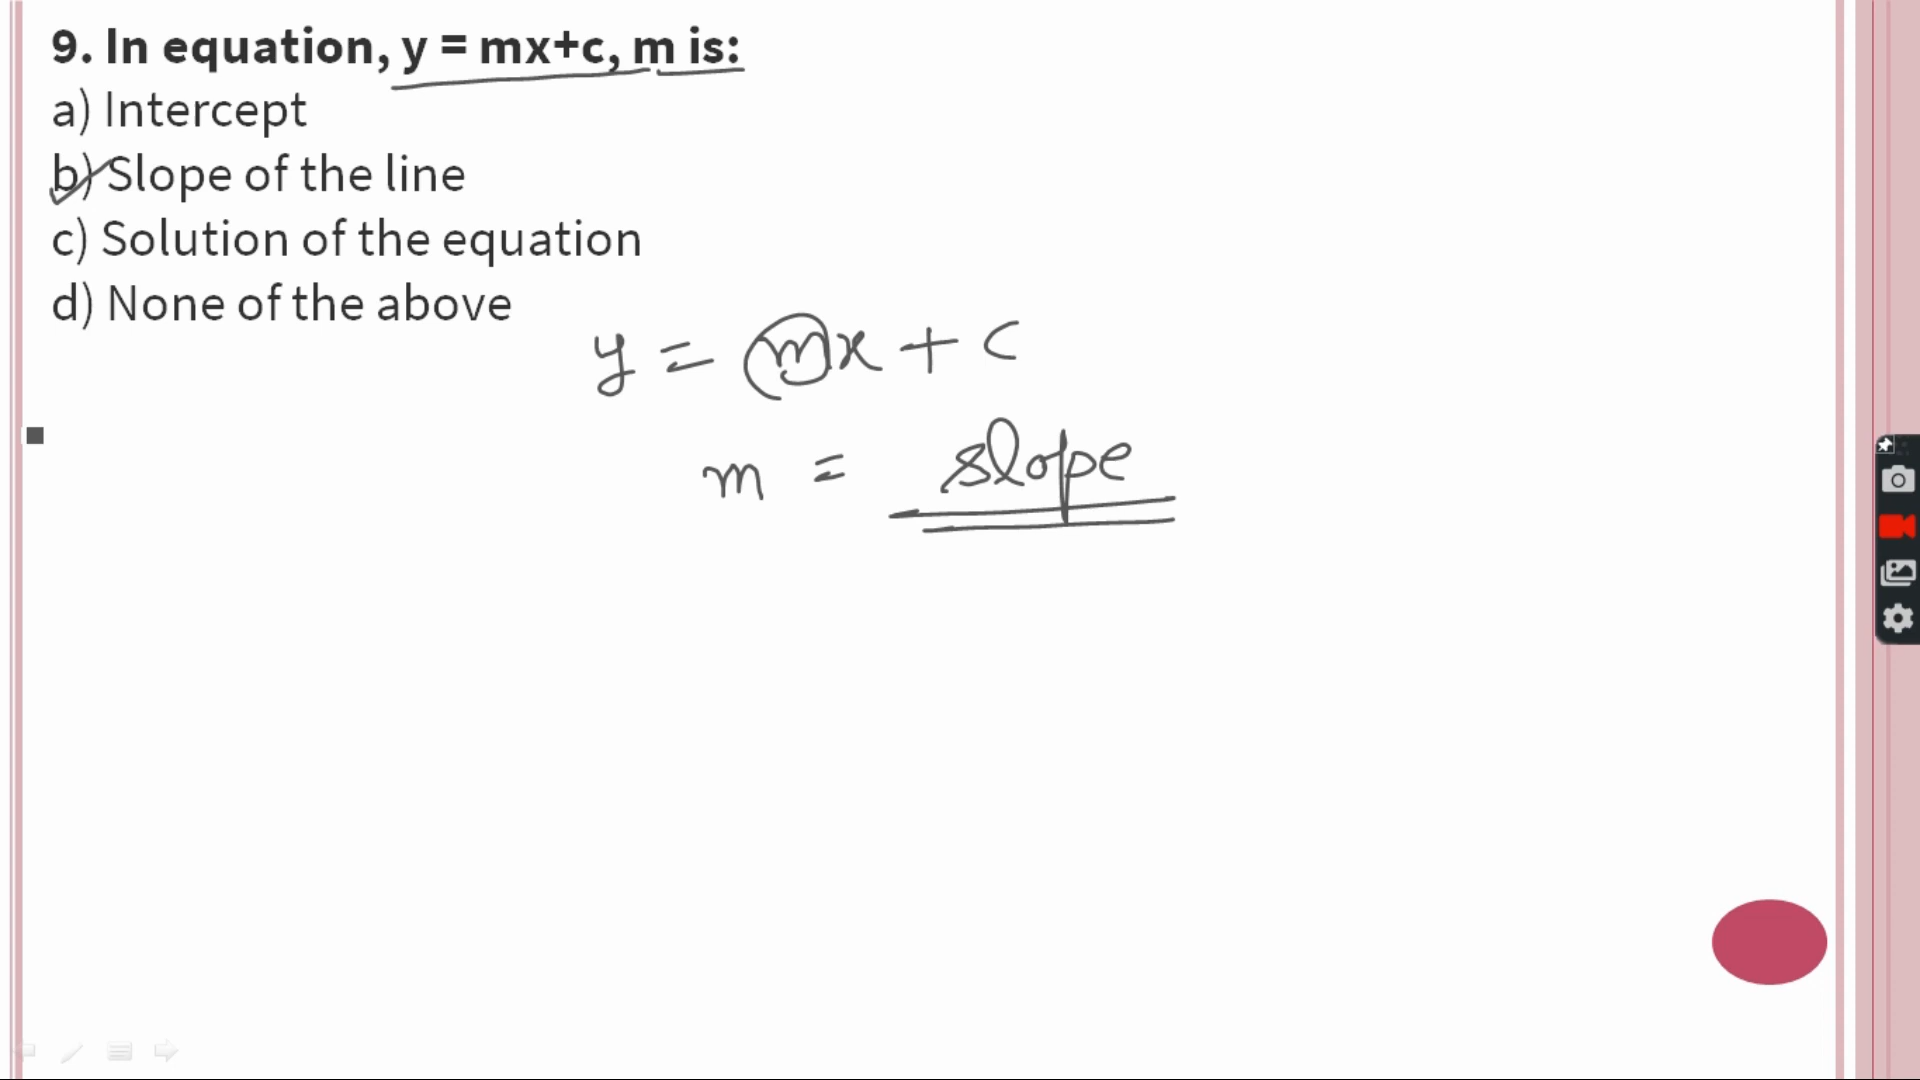 9. In equation, y = mx+c, m is:
a) Intercept
b) Slope of the line
c) Solution of the equation
d) None of the above
y = mx + c
m = slope